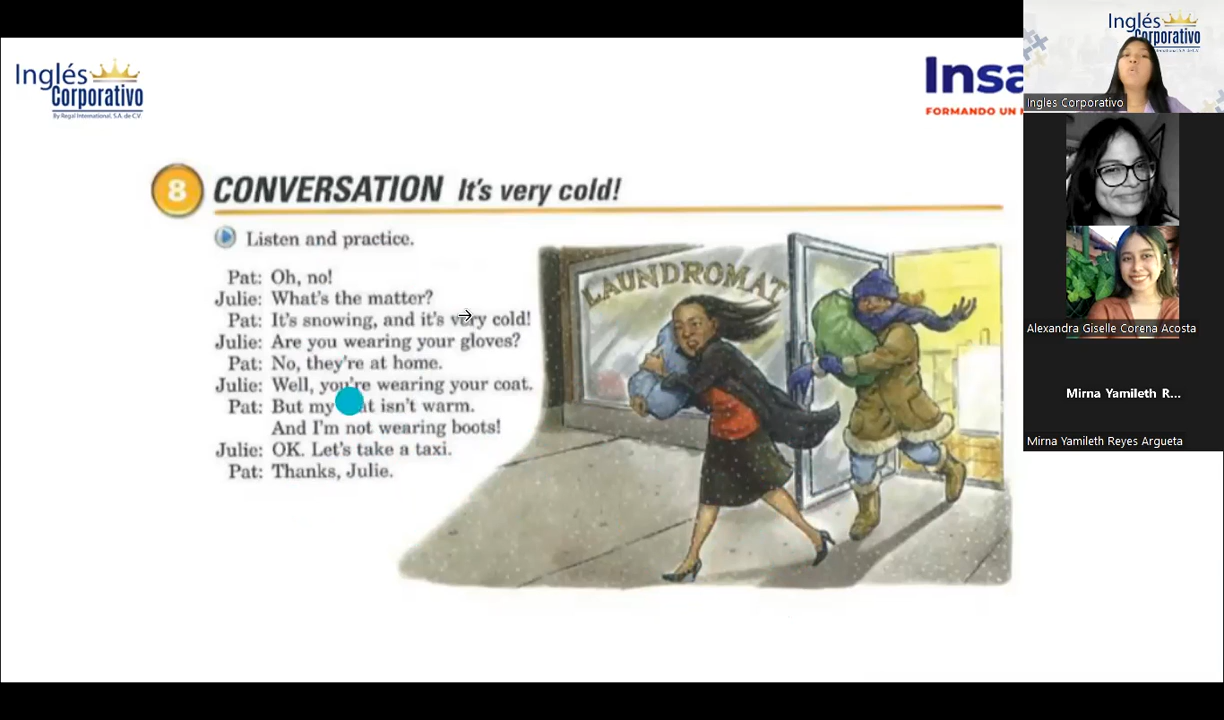 Inglés
Corporativo
By Regal International, S.A. de C.V.
Insa
FORMANDO UN
8 CONVERSATION It's very cold!
Listen and practice.
Pat: Oh, no!
Julie: What's the matter?
Pat: It's snowing, and it's very cold!
Julie: Are you wearing your gloves?
Pat: No, they're at home.
Julie: Well, you're wearing your coat.
Pat: But my isn't warm.
And I'm not wearing boots!
Julie: OK. Let's take a taxi.
Pat: Thanks, Julie.
LAUNDROMAT
Inglés
Corporativo
Ingles Corporativo
Alexandra Giselle Corena Acosta
Mirna Yamileth R...
Mirna Yamileth Reyes Argueta